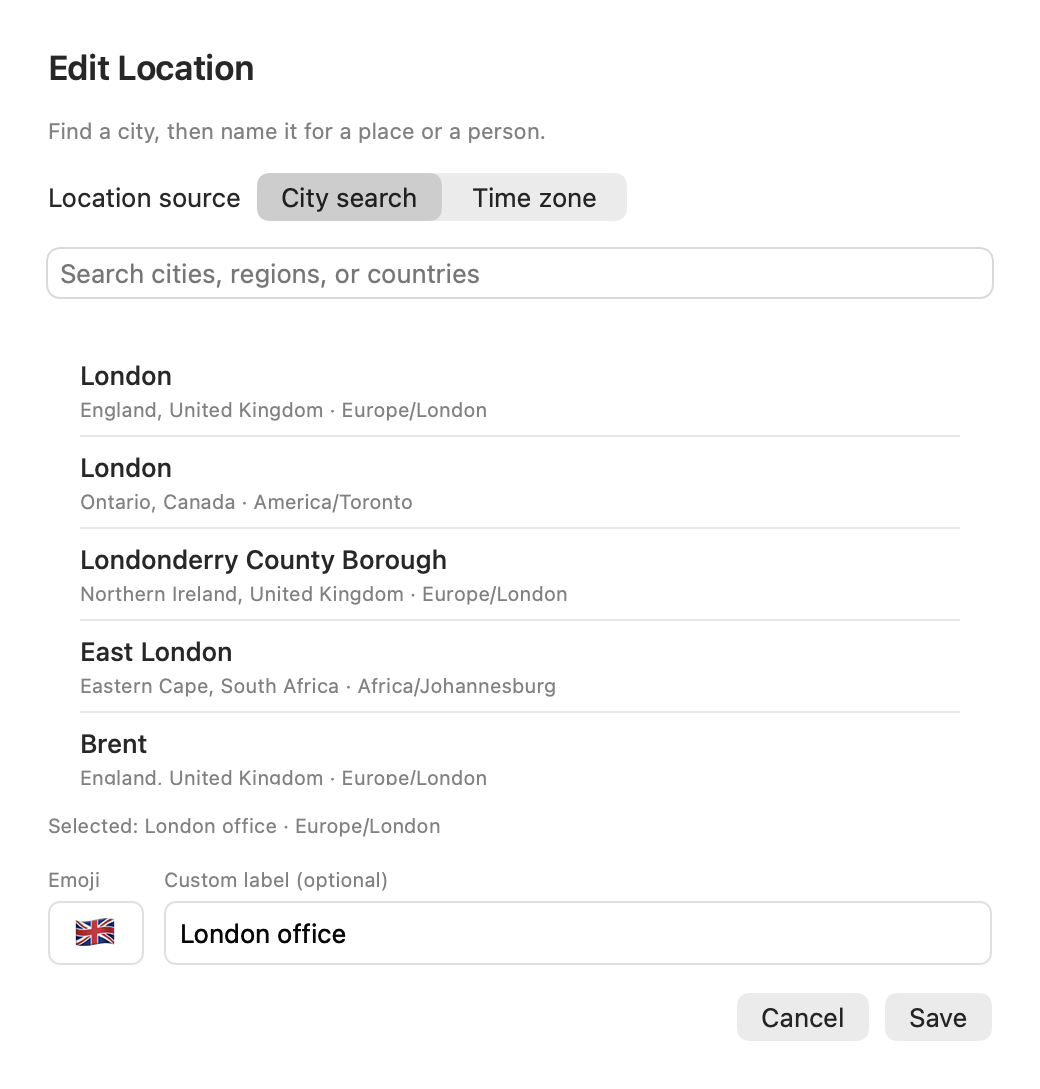 Edit Location
Find a city, then name it for a place or a person.
Location source City search Time zone
Search cities, regions, or countries
London
England, United Kingdom · Europe/London
London
Ontario, Canada · America/Toronto
Londonderry County Borough
Northern Ireland, United Kingdom · Europe/London
East London
Eastern Cape, South Africa · Africa/Johannesburg
Brent
England, United Kingdom · Europe/London
Selected: London office · Europe/London
Emoji Custom label (optional)
London office
Cancel Save